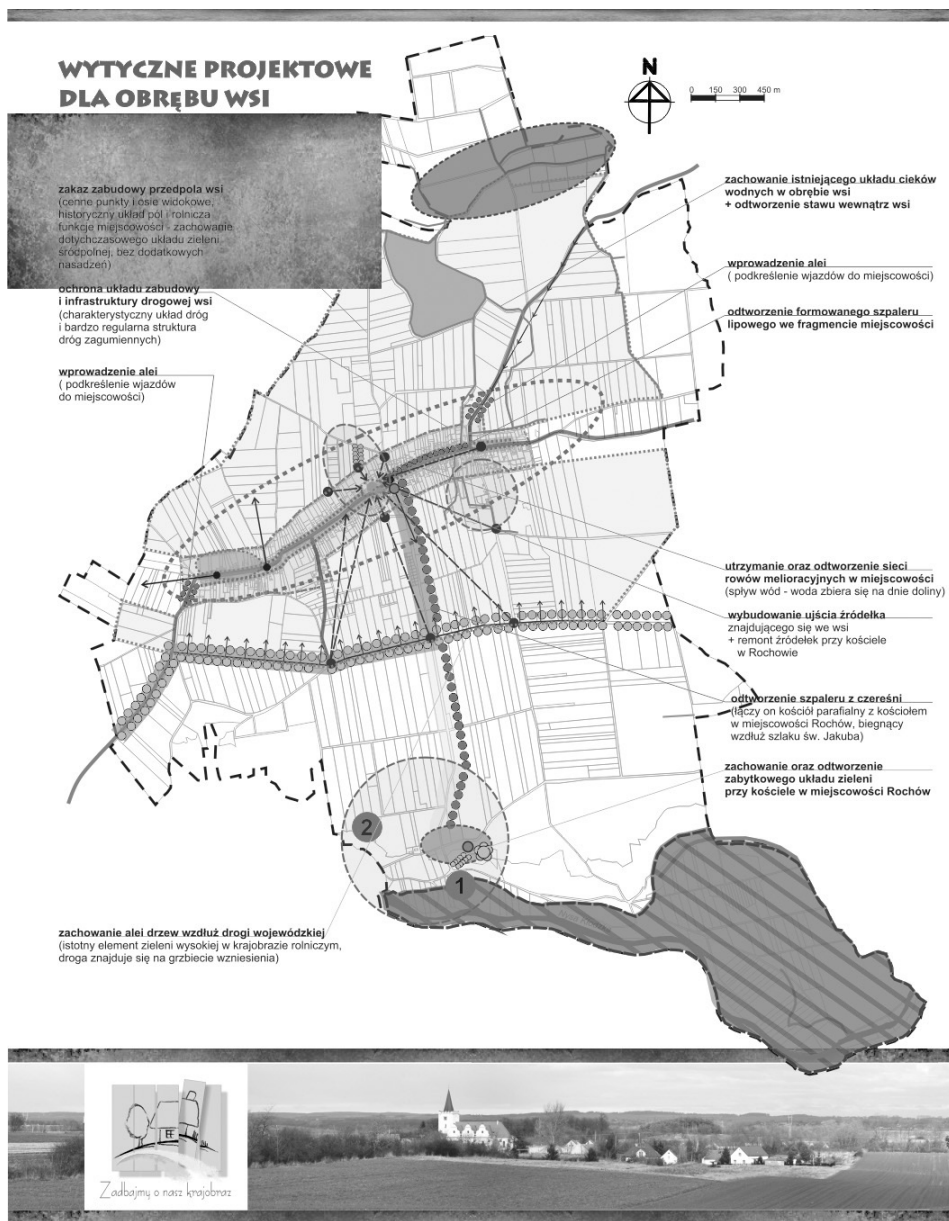 WYTYCZNE PROJEKTOWE
DLA OBRĘBU WSI
N
0 150 300 450 m
zakaz zabudowy przedpola wsi
(cenne punkty i osie widokowe,
historyczny układ pól i rolnicza
funkcje miejscowości - zachowanie
dotychczasowego układu zieleni
śródpolnej, bez dodatkowych
nasadzeń)
ochrona układu zabudowy
i infrastruktury drogowej wsi
(charakterystyczny układ dróg
i bardzo regularna struktura
dróg zagumiennych)
wprowadzenie alei
( podkreślenie wjazdów
do miejscowości)
zachowanie istniejącego układu cieków
wodnych w obrębie wsi
+ odtworzenie stawu wewnątrz wsi
wprowadzenie alei
( podkreślenie wjazdów do miejscowości)
odtworzenie formowanego szpaleru
lipowego we fragmencie miejscowości
utrzymanie oraz odtworzenie sieci
rowów melioracyjnych w miejscowości
(spływ wód - woda zbiera się na dnie doliny)
wybudowanie ujścia źródełka
znajdującego się we wsi
+ remont źródełek przy kościele
w Rochowie
odtworzenie szpaleru z czereśni
(łączy on kościół parafialny z kościołem
w miejscowości Rochów, biegnący
wzdłuż szlaku św. Jakuba)
zachowanie oraz odtworzenie
zabytkowego układu zieleni
przy kościele w miejscowości Rochów
2
1
zachowanie alei drzew wzdłuż drogi wojewódzkiej
(istotny element zieleni wysokiej w krajobrazie rolniczym,
droga znajduje się na grzbiecie wzniesienia)
Zadbajmy o nasz krajobraz